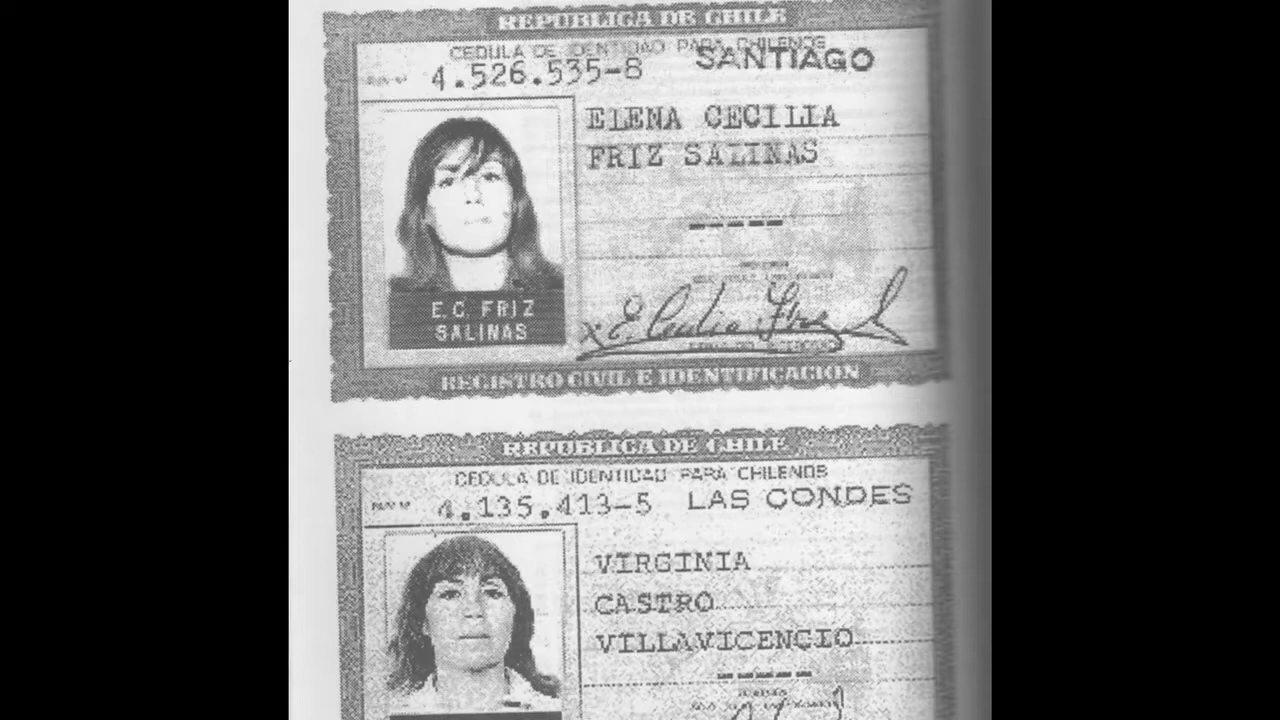 REPUBLICA DE CHILE
CEDULA DE IDENTIDAD PARA CHILENOS
4.526.535-8 SANTIAGO
ELENA CECILIA
FRIZ SALINAS
E.C. FRIZ
SALINAS
REGISTRO CIVIL E IDENTIFICACION
REPUBLICA DE CHILE
CEDULA DE IDENTIDAD PARA CHILENOS
4.135.413-5 LAS CONDES
VIRGINIA
CASTRO
VILLAVICENCIO